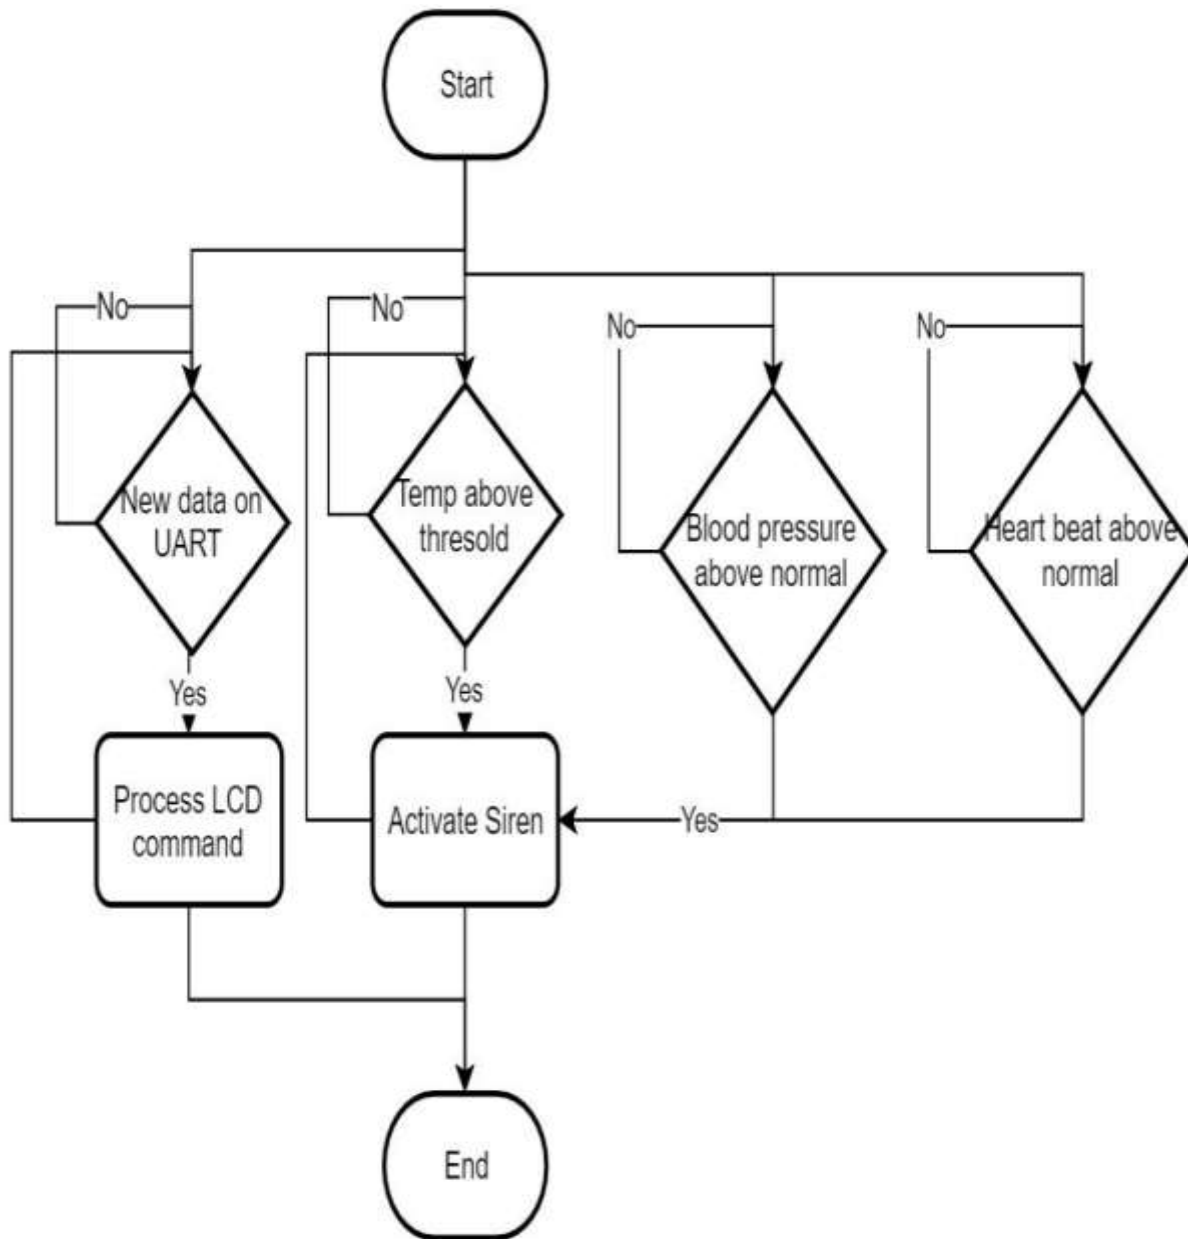 Start
No
No
No
No
New data on
UART
Temp above
thresold
Blood pressure
above normal
Heart beat above
normal
Yes
Yes
Process LCD
command
Activate Siren
Yes
End